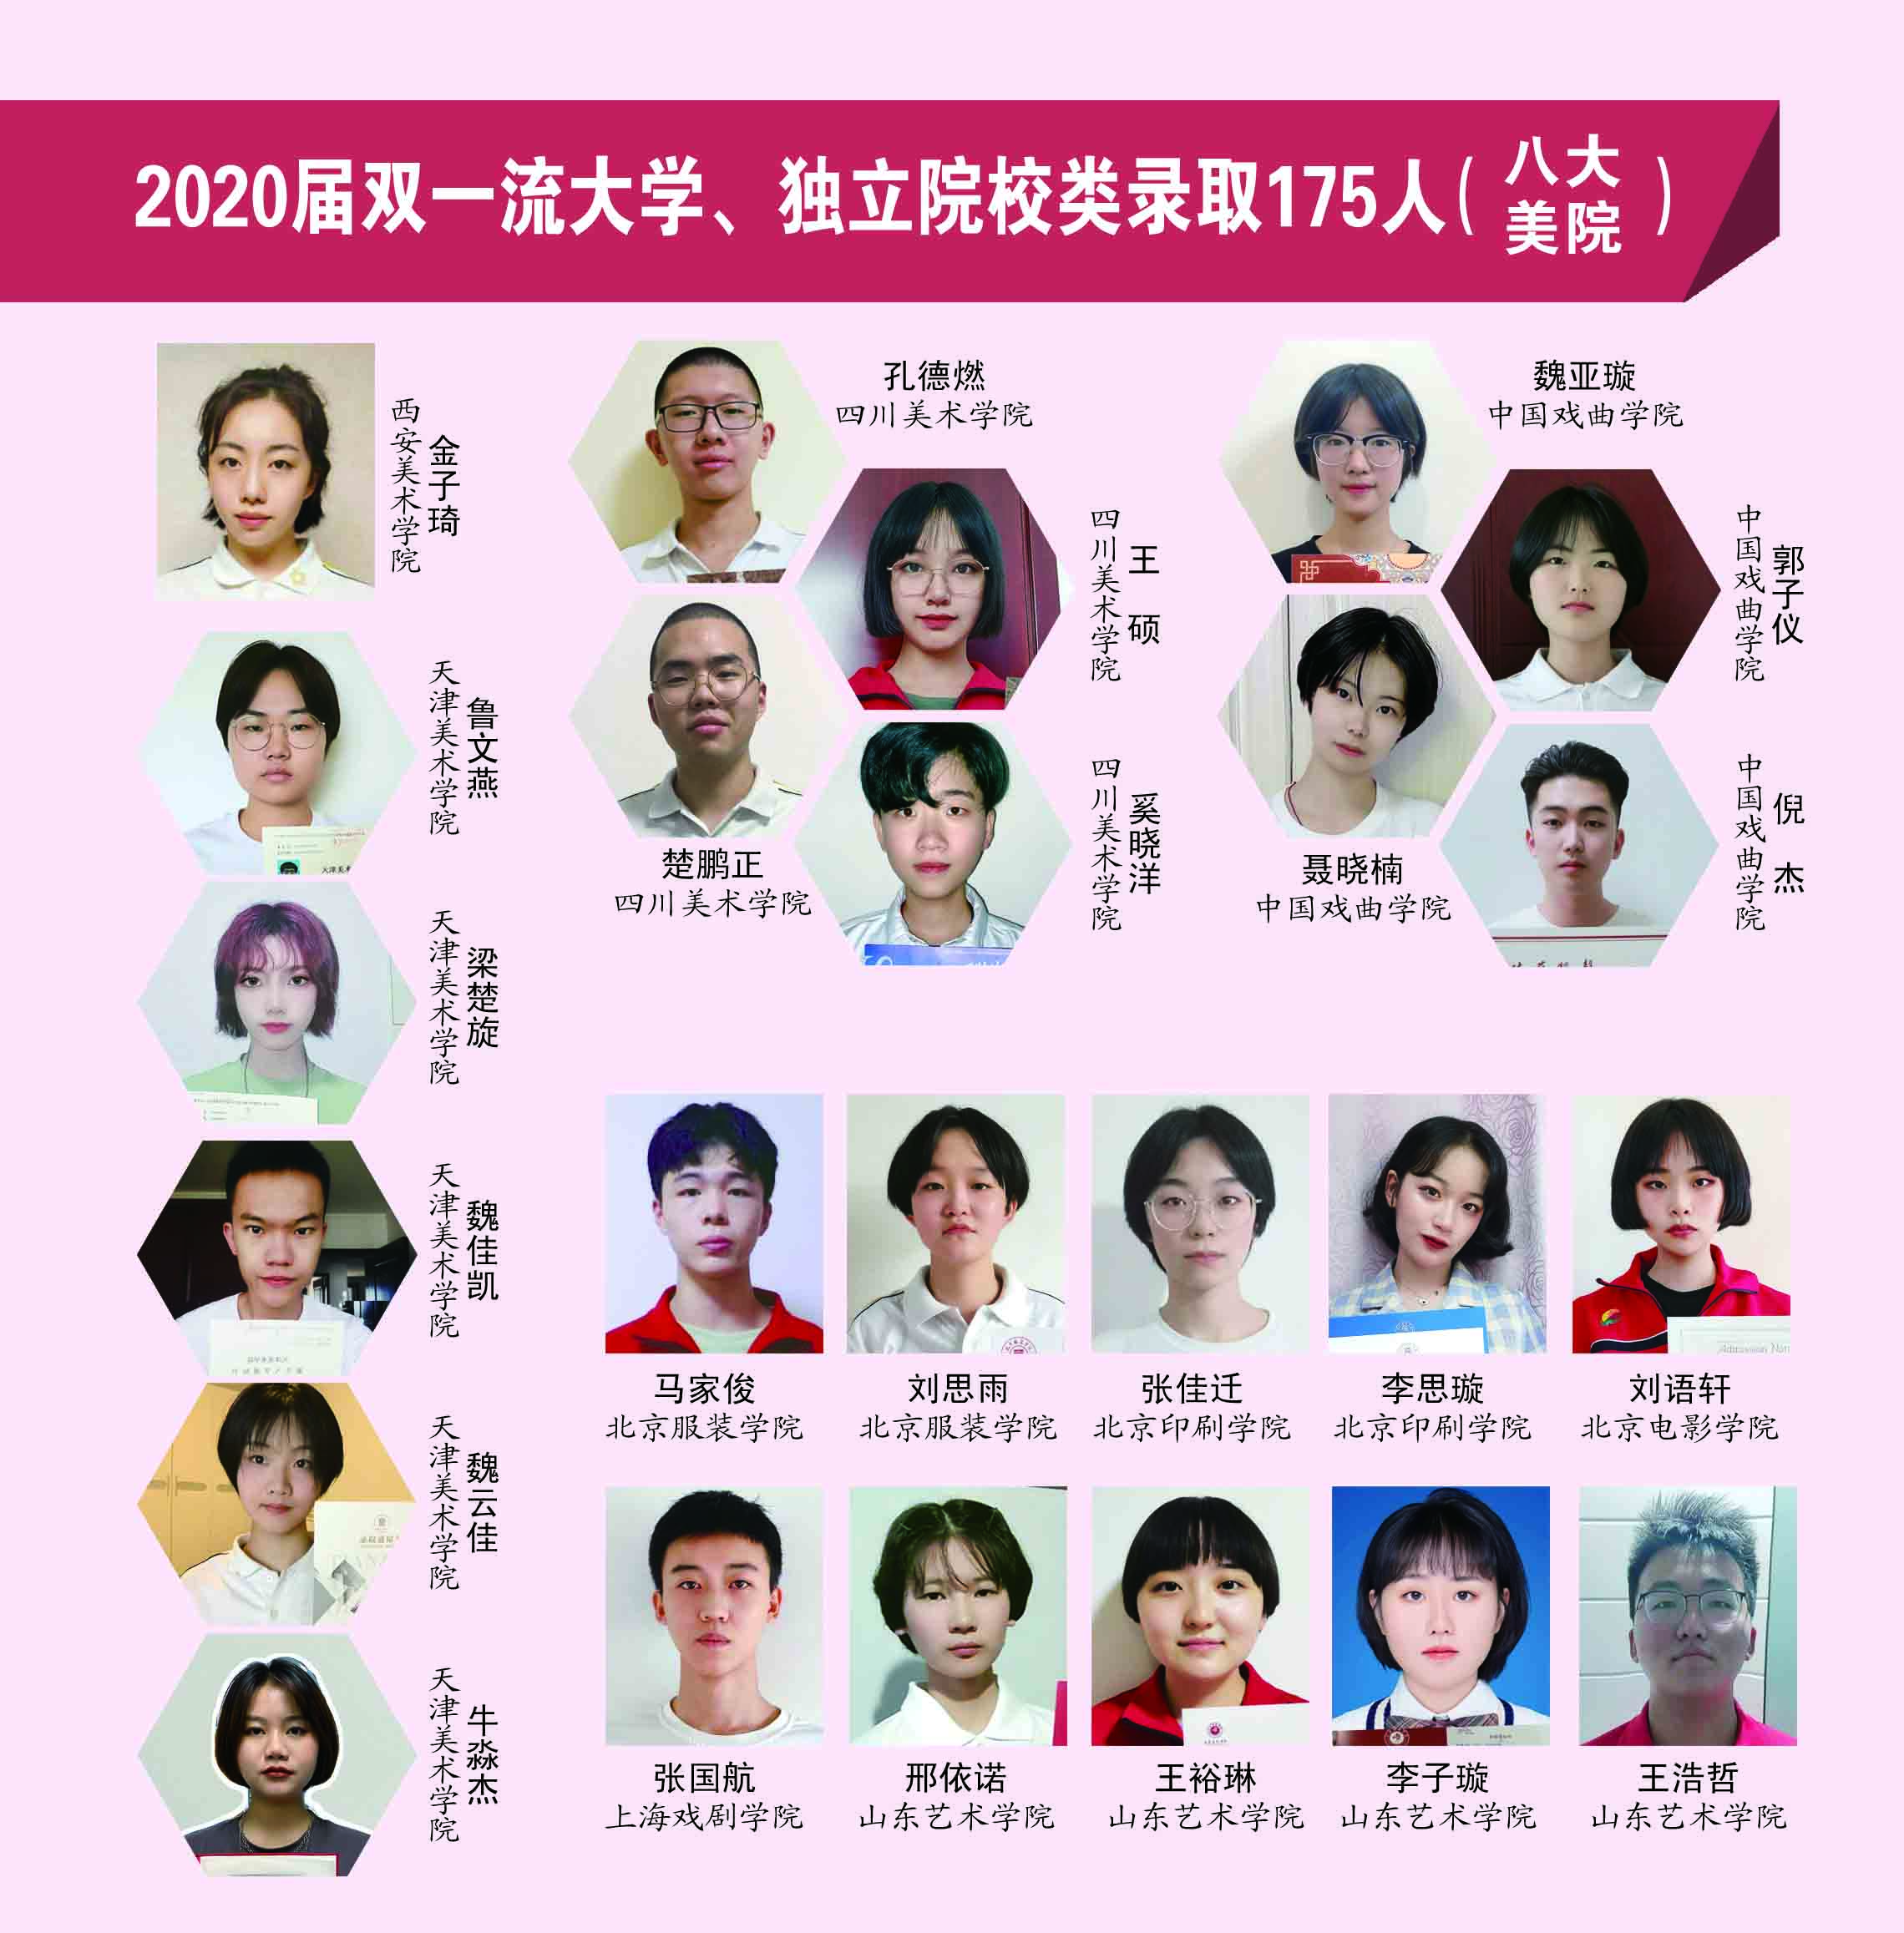 2020届双一流大学、独立院校类录取175人(八大美院)
金子琦
西安美术学院
鲁文燕
天津美术学院
梁楚旋
天津美术学院
魏佳凯
天津美术学院
魏云佳
天津美术学院
牛淼杰
天津美术学院
孔德燃
四川美术学院
王硕
四川美术学院
楚鹏正
四川美术学院
奚晓洋
四川美术学院
魏亚璇
中国戏曲学院
郭子仪
中国戏曲学院
聂晓楠
中国戏曲学院
倪杰
中国戏曲学院
马家俊
北京服装学院
刘思雨
北京服装学院
张佳迁
北京印刷学院
李思璇
北京印刷学院
刘语轩
北京电影学院
张国航
上海戏剧学院
邢依诺
山东艺术学院
王裕琳
山东艺术学院
李子璇
山东艺术学院
王浩哲
山东艺术学院